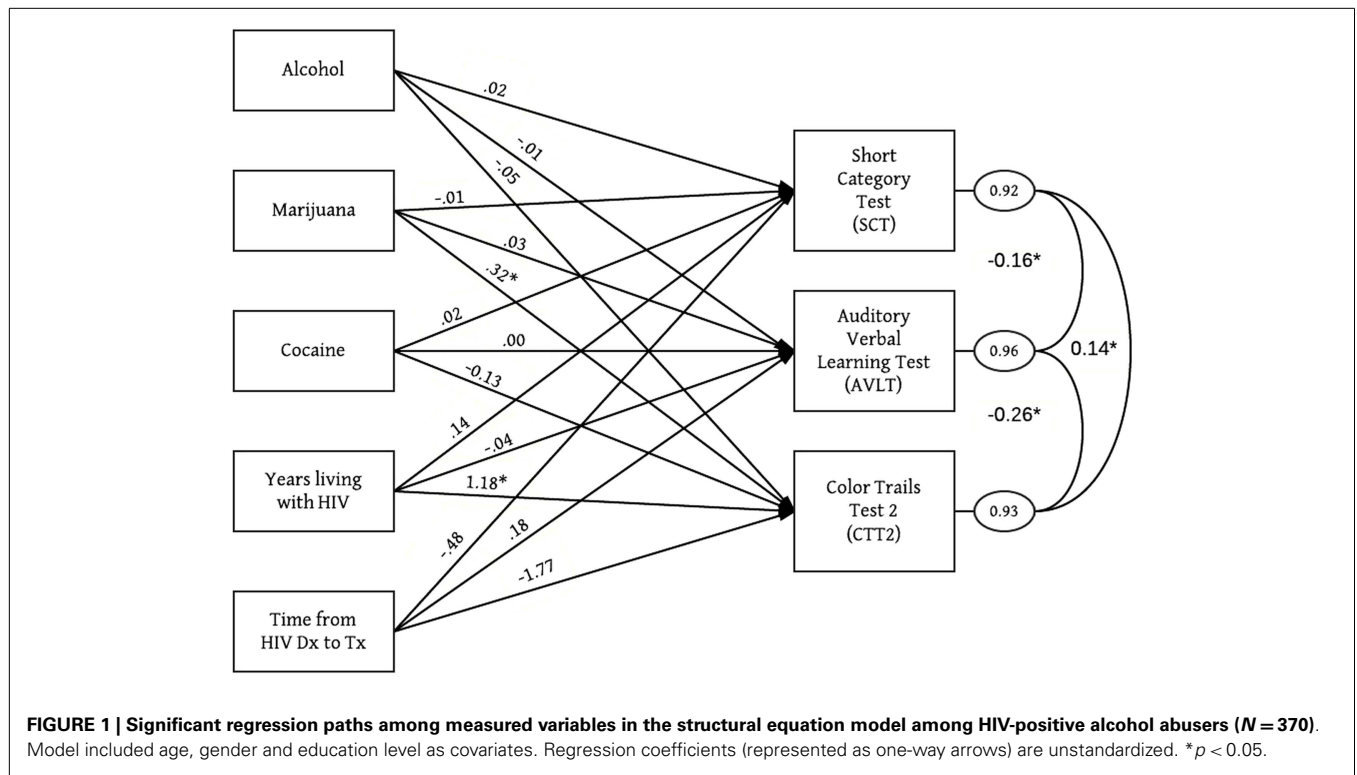 Alcohol
Marijuana
Cocaine
Years living
with HIV
Time from
HIV Dx to Tx
.02
-.01
-.05
-.01
.03
.32*
.02
.00
-0.13
.14
-.04
1.18*
-.48
.18
-1.77
Short
Category
Test
(SCT)
Auditory
Verbal
Learning Test
(AVLT)
Color Trails
Test 2
(CTT2)
0.92
0.96
0.93
-0.16*
0.14*
-0.26*
FIGURE 1 | Significant regression paths among measured variables in the structural equation model among HIV-positive alcohol abusers (N = 370).
Model included age, gender and education level as covariates. Regression coefficients (represented as one-way arrows) are unstandardized. *p < 0.05.